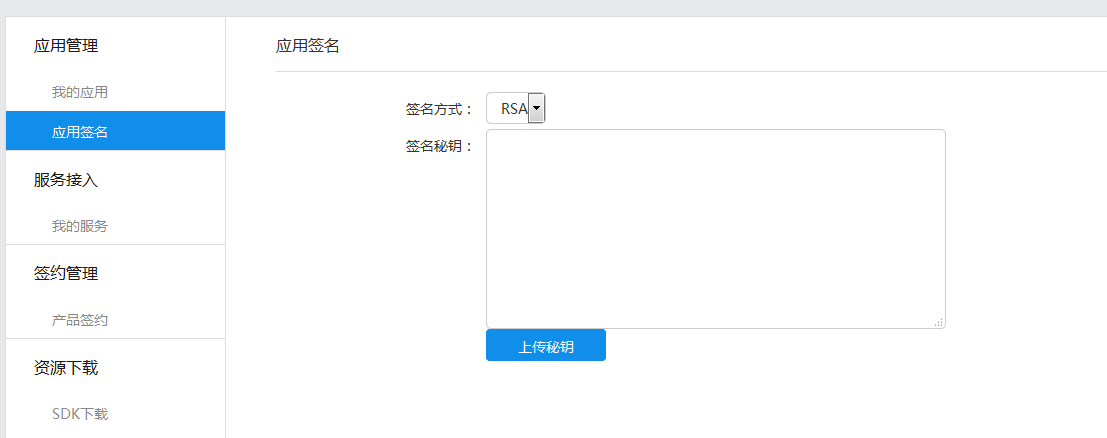 应用管理
我的应用
应用签名
服务接入
我的服务
签约管理
产品签约
资源下载
SDK下载
应用签名
签名方式： RSA
签名秘钥：
上传秘钥